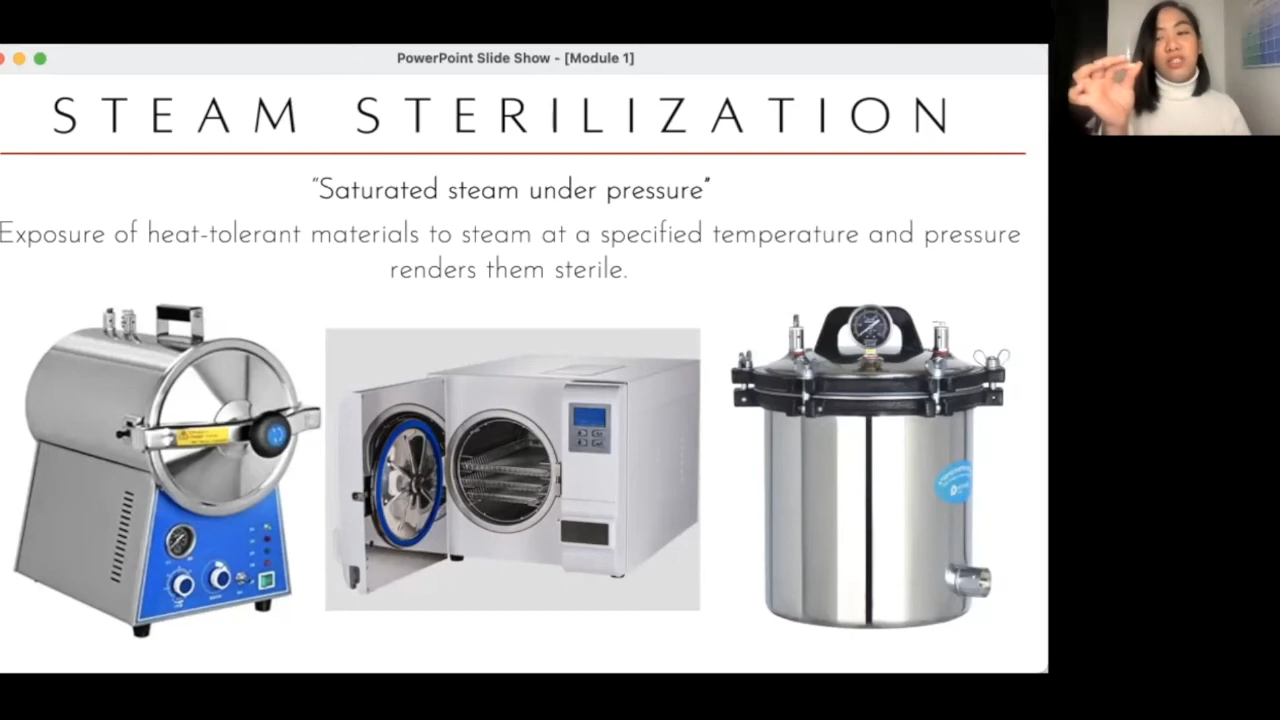 PowerPoint Slide Show - [Module 1]
STEAM STERILIZATION
“Saturated steam under pressure”
Exposure of heat-tolerant materials to steam at a specified temperature and pressure
renders them sterile.